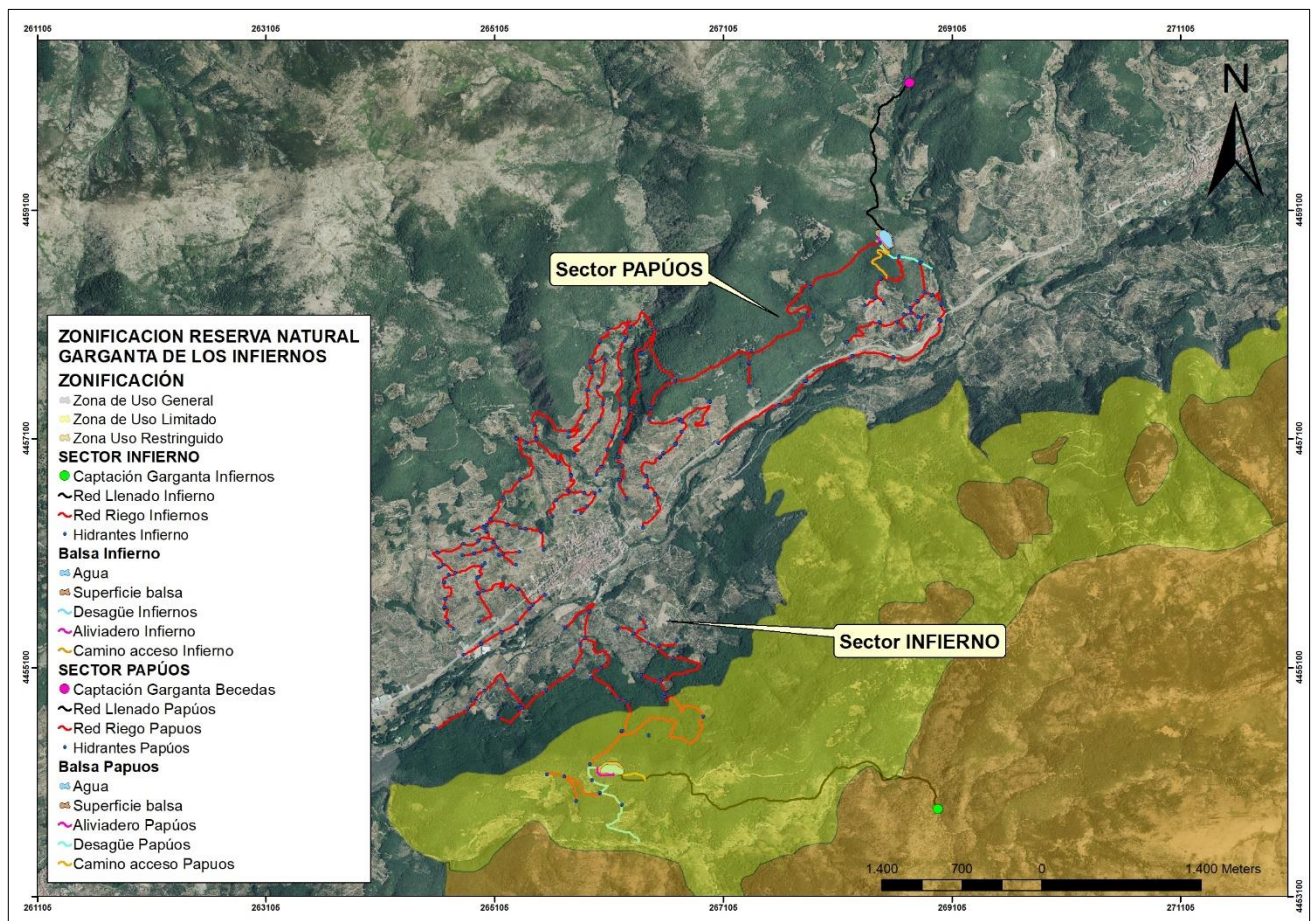 261105
263105
265105
267105
269105
271105
N
4459100
4459100
Sector PAPÚOS
ZONIFICACION RESERVA NATURAL
GARGANTA DE LOS INFIERNOS
ZONIFICACIÓN
Zona de Uso General
Zona de Uso Limitado
Zona Uso Restringuido
SECTOR INFIERNO
Captación Garganta Infiernos
Red Llenado Infierno
Red Riego Infiernos
Hidrantes Infierno
Balsa Infierno
Agua
Superficie balsa
Desagüe Infiernos
Aliviadero Infierno
Camino acceso Infierno
SECTOR PAPÚOS
Captación Garganta Becedas
Red Llenado Papúos
Red Riego Papuos
Hidrantes Papúos
Balsa Papuos
Agua
Superficie balsa
Aliviadero Papúos
Desagüe Papúos
Camino acceso Papuos
4457100
4457100
Sector INFIERNO
4455100
4455100
1.400 700 0 1.400 Meters
4453100
261105
263105
265105
267105
269105
271105